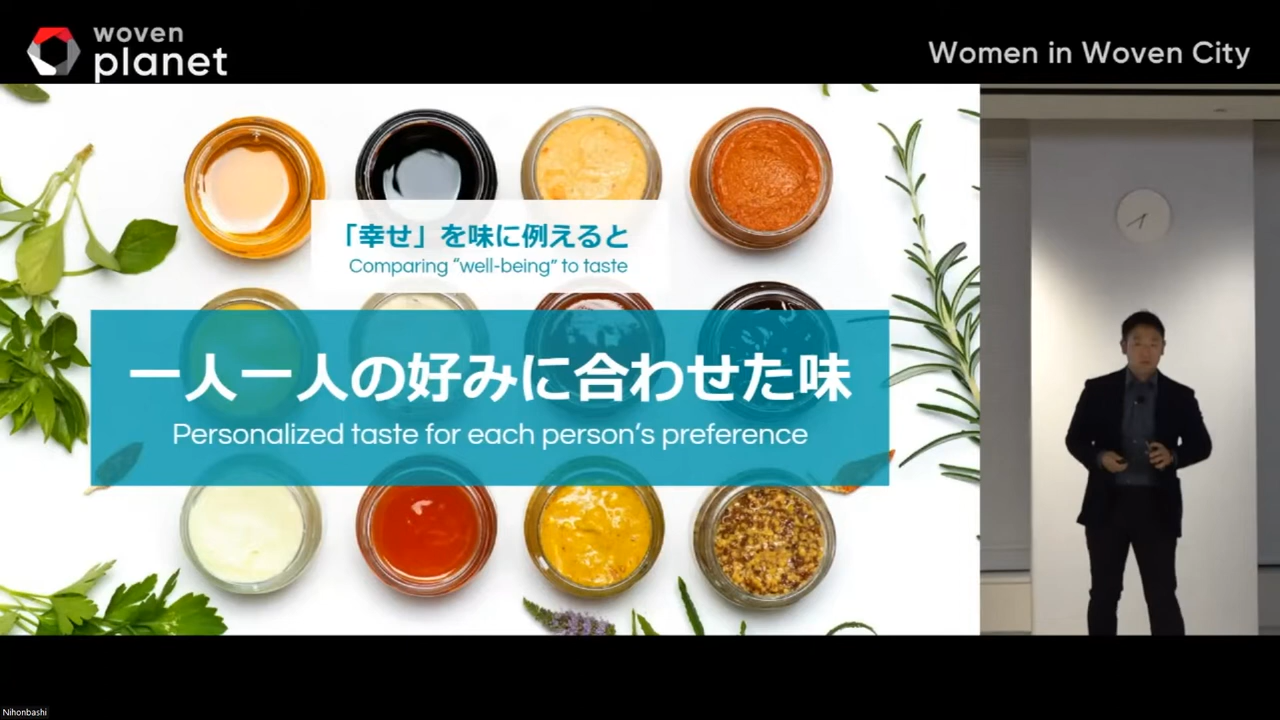 woven
planet
Women in Woven City
「幸せ」を味に例えると
Comparing “well-being” to taste
一人一人の好みに合わせた味
Personalized taste for each person’s preference
Nihonbashi